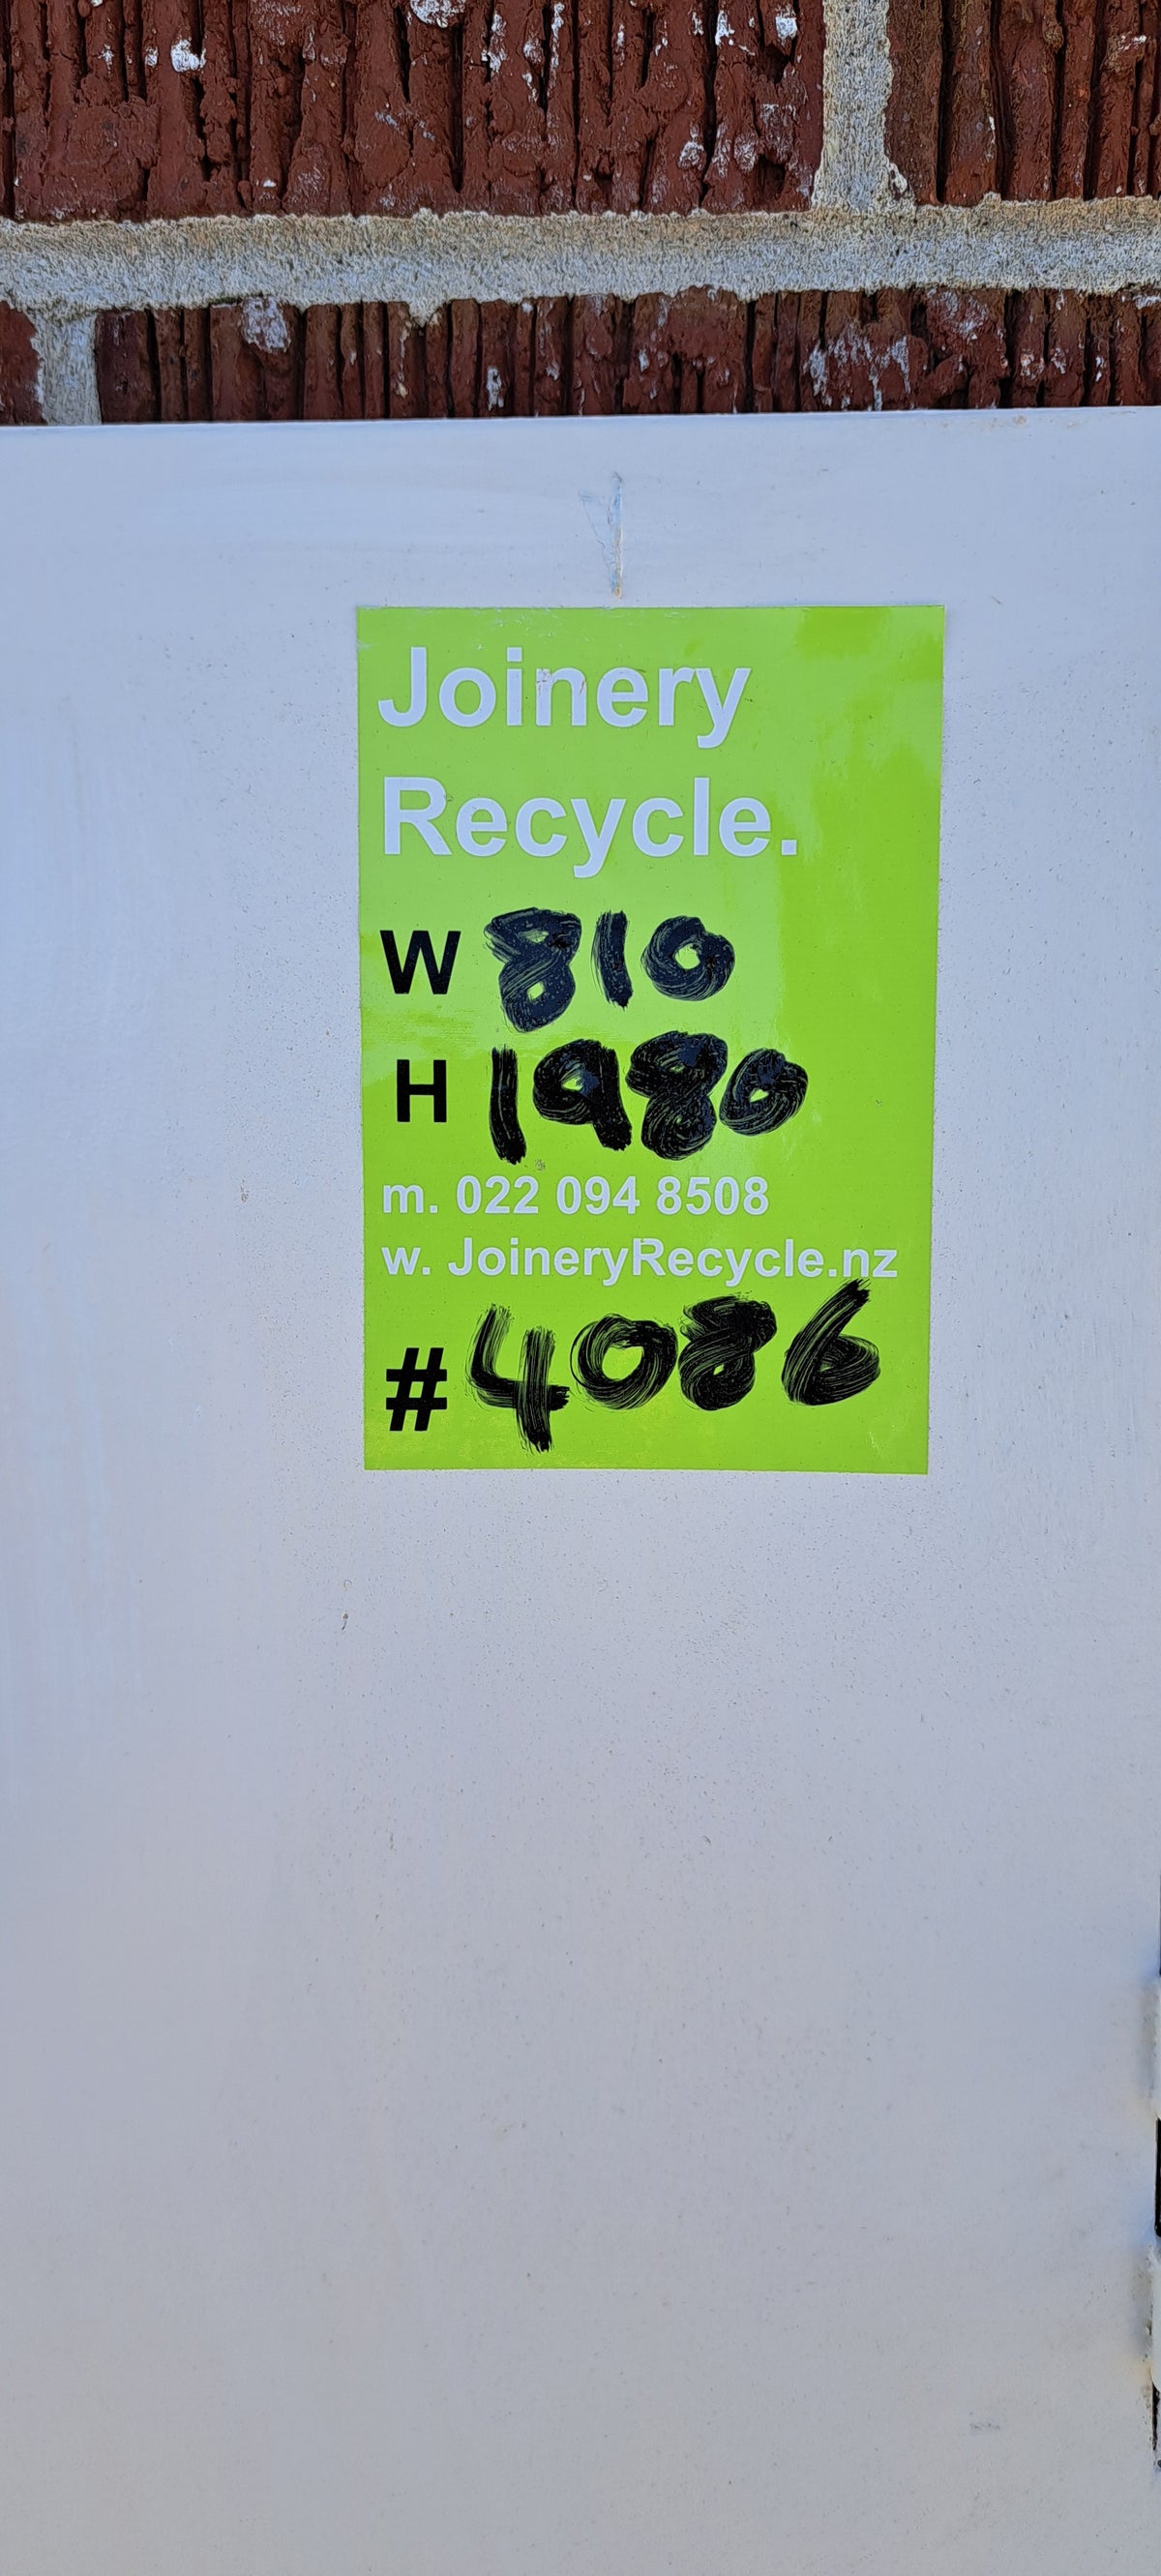 Joinery
Recycle.
W 810
H 1980
m. 022 094 8508
w. JoineryRecycle.nz
# 4086